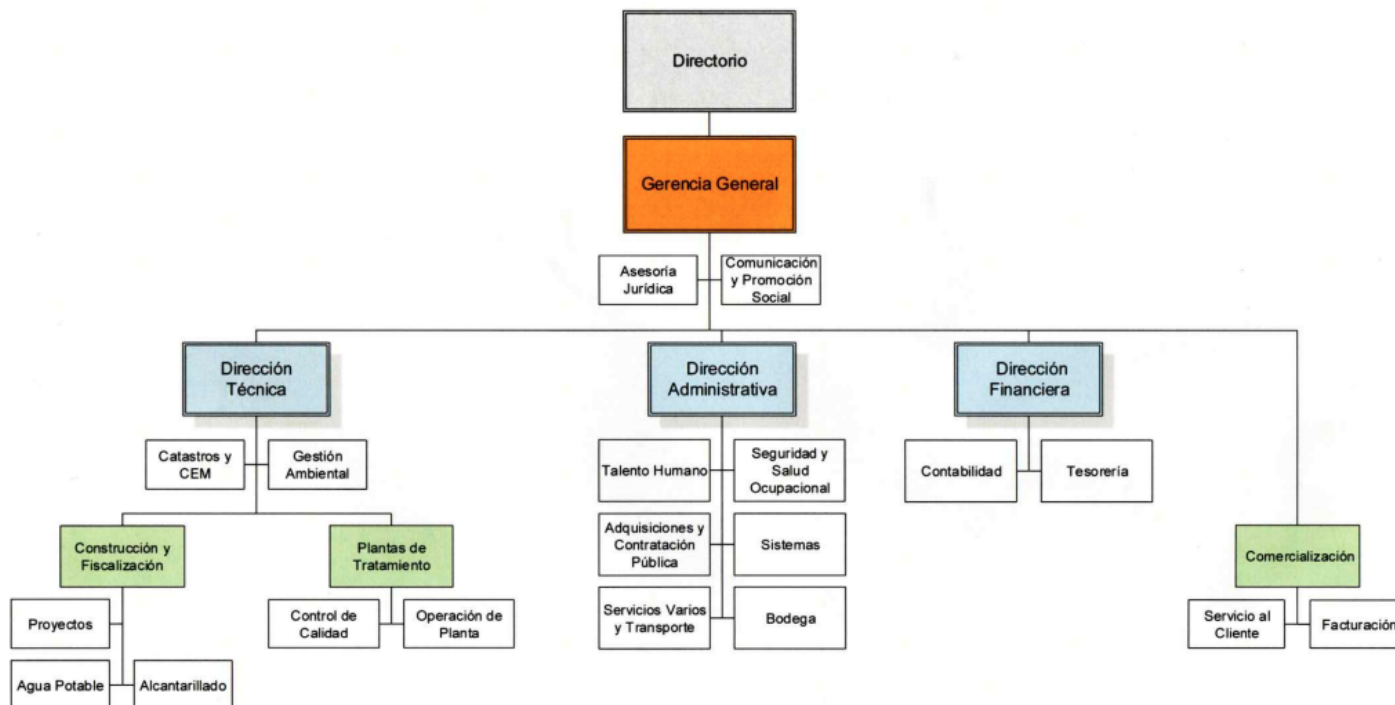 Directorio
Gerencia General
Asesoría
Jurídica
Comunicación
y Promoción
Social
Dirección
Técnica
Dirección
Administrativa
Dirección
Financiera
Catastros y
CEM
Gestión
Ambiental
Talento Humano
Seguridad y
Salud
Ocupacional
Contabilidad
Tesorería
Construcción y
Fiscalización
Plantas de
Tratamiento
Adquisiciones y
Contratación
Pública
Sistemas
Comercialización
Proyectos
Control de
Calidad
Operación de
Planta
Servicios Varios
y Transporte
Bodega
Servicio al
Cliente
Facturación
Agua Potable
Alcantarillado